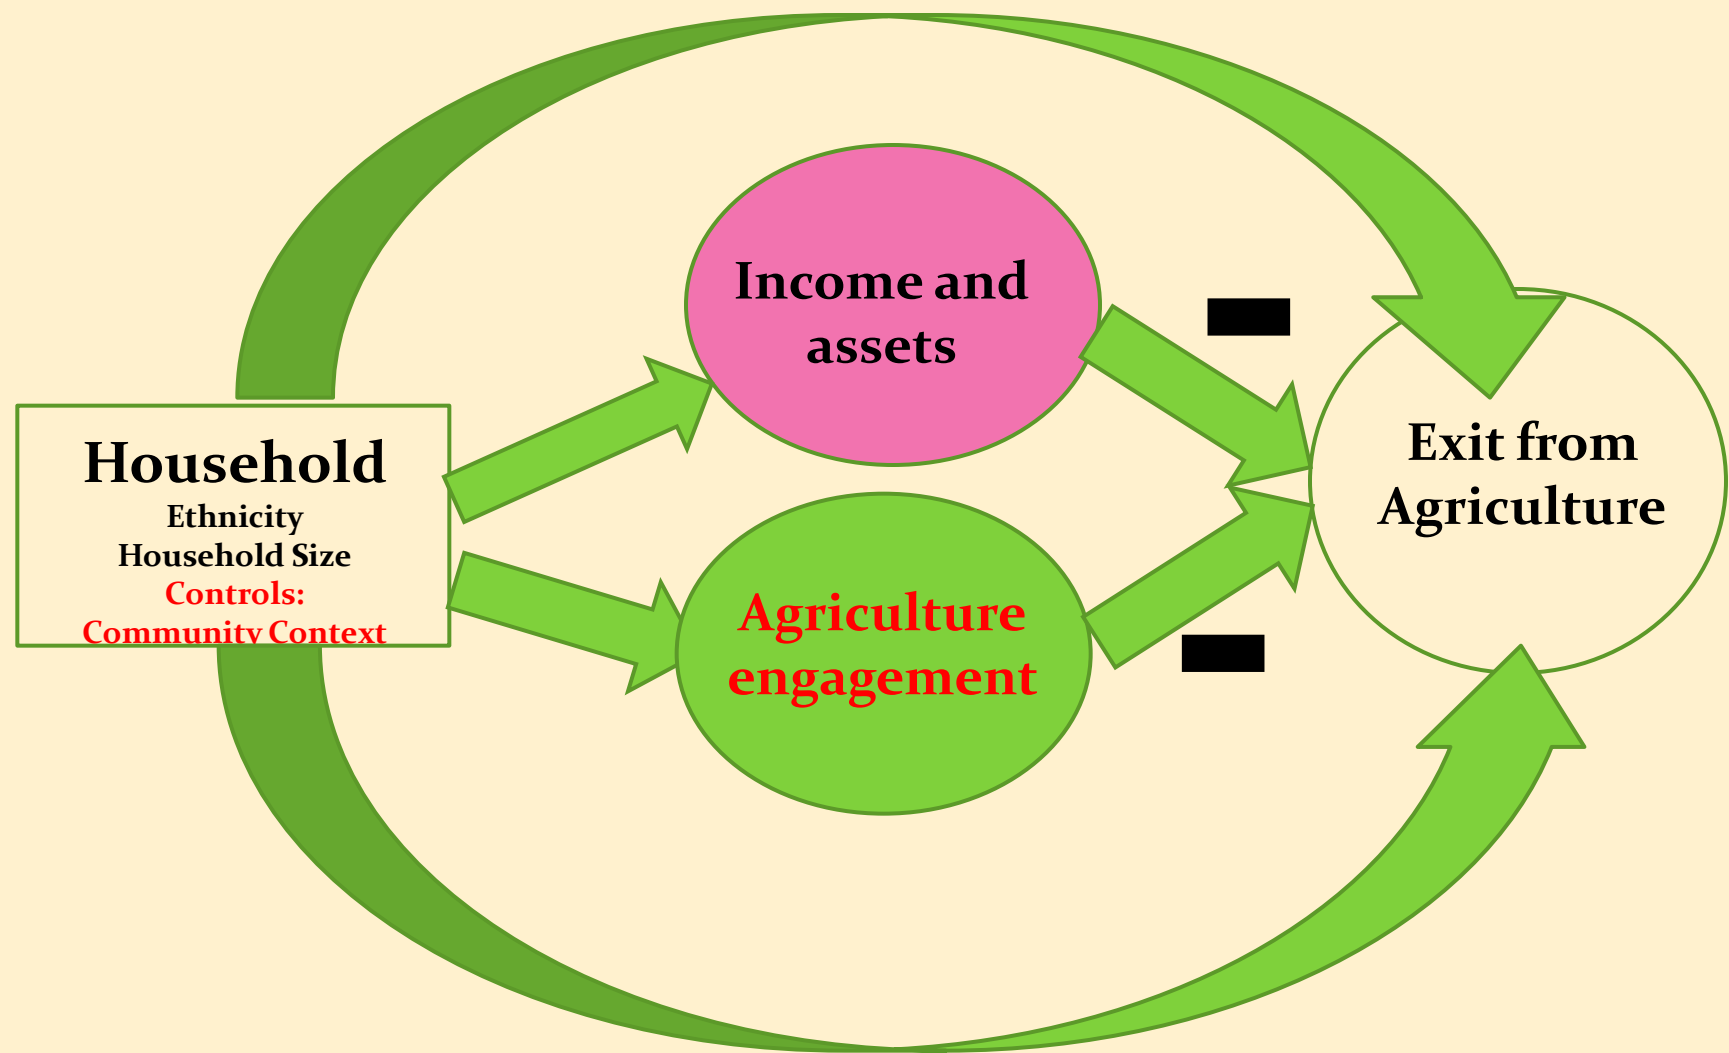 Income and
assets
Household
Ethnicity
Household Size
Controls:
Community Context
Exit from
Agriculture
Agriculture
engagement